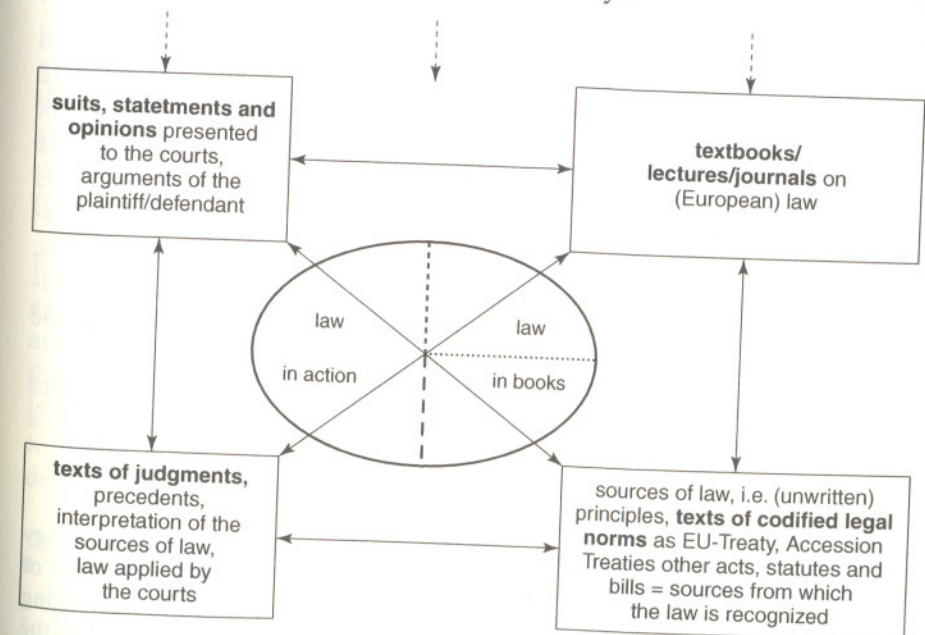 suits, statetments and
opinions presented
to the courts,
arguments of the
plaintiff/defendant
textbooks/
lectures/journals on
(European) law
law
in action
law
in books
texts of judgments,
precedents,
interpretation of the
sources of law,
law applied by
the courts
sources of law, i.e. (unwritten)
principles, texts of codified legal
norms as EU-Treaty, Accession
Treaties other acts, statutes and
bills = sources from which
the law is recognized